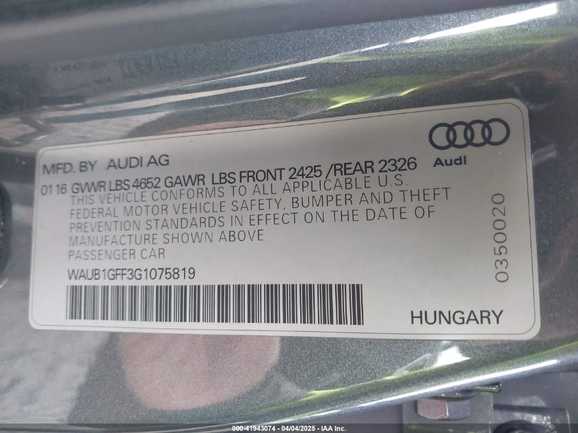 MFD. BY AUDI AG
Audi
01 16 GVWR LBS 4652 GAWR LBS FRONT 2425 / REAR 2326
THIS VEHICLE CONFORMS TO ALL APPLICABLE U.S.
FEDERAL MOTOR VEHICLE SAFETY, BUMPER AND THEFT
PREVENTION STANDARDS IN EFFECT ON THE DATE OF
MANUFACTURE SHOWN ABOVE
PASSENGER CAR
WAUB1GFF3G1075819
0350020
HUNGARY
000-41943074 - 04/04/2025 - IAA Inc.